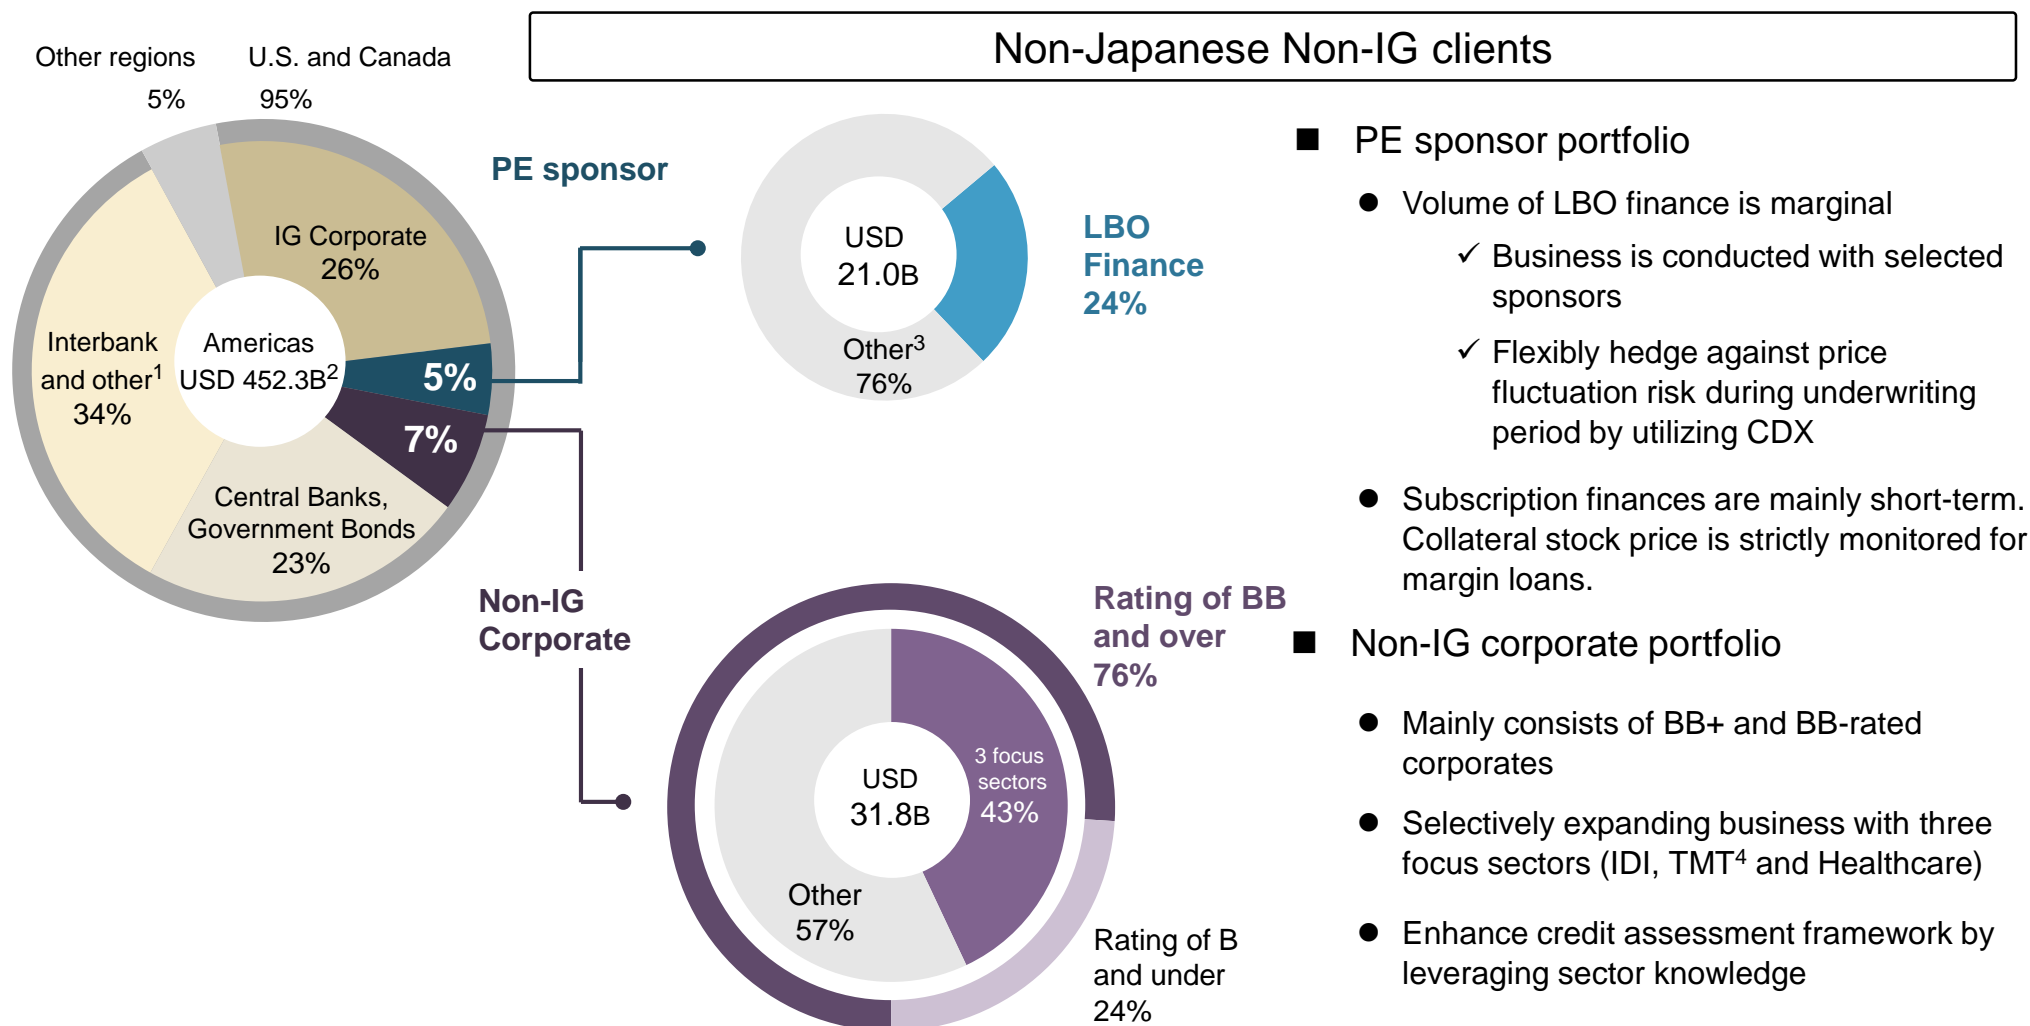 Non-Japanese Non-IG clients
Other regions
5%
U.S. and Canada
95%
IG Corporate
26%
5%
7%
Central Banks,
Government Bonds
23%
Interbank
and other1
34%
Americas
USD 452.3B2
PE sponsor
USD
21.0B
Other3
76%
LBO
Finance
24%
Non-IG
Corporate
Rating of BB
and over
76%
3 focus
sectors
43%
USD
31.8B
Other
57%
Rating of B
and under
24%
■ PE sponsor portfolio
● Volume of LBO finance is marginal
✓ Business is conducted with selected
sponsors
✓ Flexibly hedge against price
fluctuation risk during underwriting
period by utilizing CDX
● Subscription finances are mainly short-term.
Collateral stock price is strictly monitored for
margin loans.
■ Non-IG corporate portfolio
● Mainly consists of BB+ and BB-rated
corporates
● Selectively expanding business with three
focus sectors (IDI, TMT4 and Healthcare)
● Enhance credit assessment framework by
leveraging sector knowledge